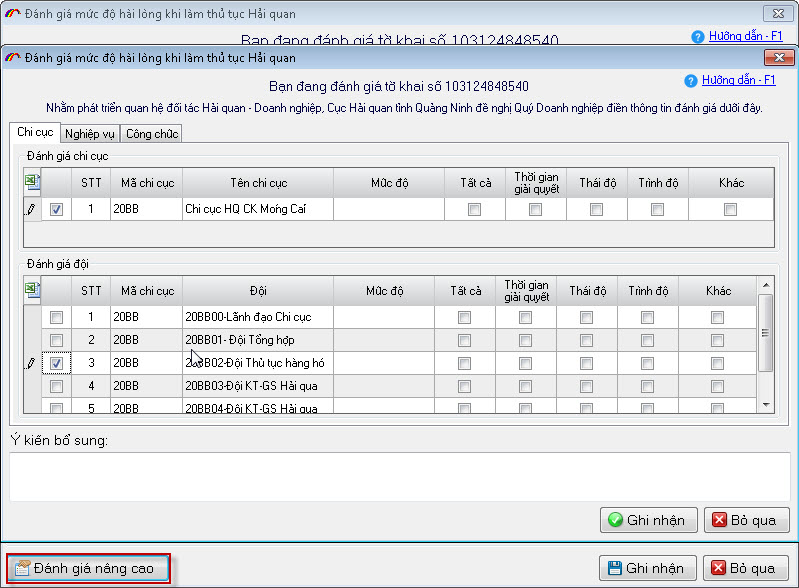 Đánh giá mức độ hài lòng khi làm thủ tục Hải quan
Bạn đang đánh giá tờ khai số 103124848540
Hướng dẫn - F1
Đánh giá mức độ hài lòng khi làm thủ tục Hải quan
Bạn đang đánh giá tờ khai số 103124848540
Hướng dẫn - F1
Nhằm phát triển quan hệ đối tác Hải quan - Doanh nghiệp, Cục Hải quan tỉnh Quảng Ninh đề nghị Quý Doanh nghiệp điền thông tin đánh giá dưới đây.
Chi cục Nghiệp vụ Công chức
Đánh giá chi cục
STT Mã chi cục Tên chi cục Mức độ Tất cả Thời gian giải quyết Thái độ Trình độ Khác
1 20BB Chi cục HQ CK Móng Cái
Đánh giá đội
STT Mã chi cục Đội Mức độ Tất cả Thời gian giải quyết Thái độ Trình độ Khác
1 20BB 20BB00-Lãnh đạo Chi cục
2 20BB 20BB01- Đội Tổng hợp
3 20BB 20BB02-Đội Thủ tục hàng hó
4 20BB 20BB03-Đội KT-GS Hải qua
5 20BB 20BB04-Đội KT-GS Hải qua
Ý kiến bổ sung:
Ghi nhận Bỏ qua
Đánh giá nâng cao Ghi nhận Bỏ qua